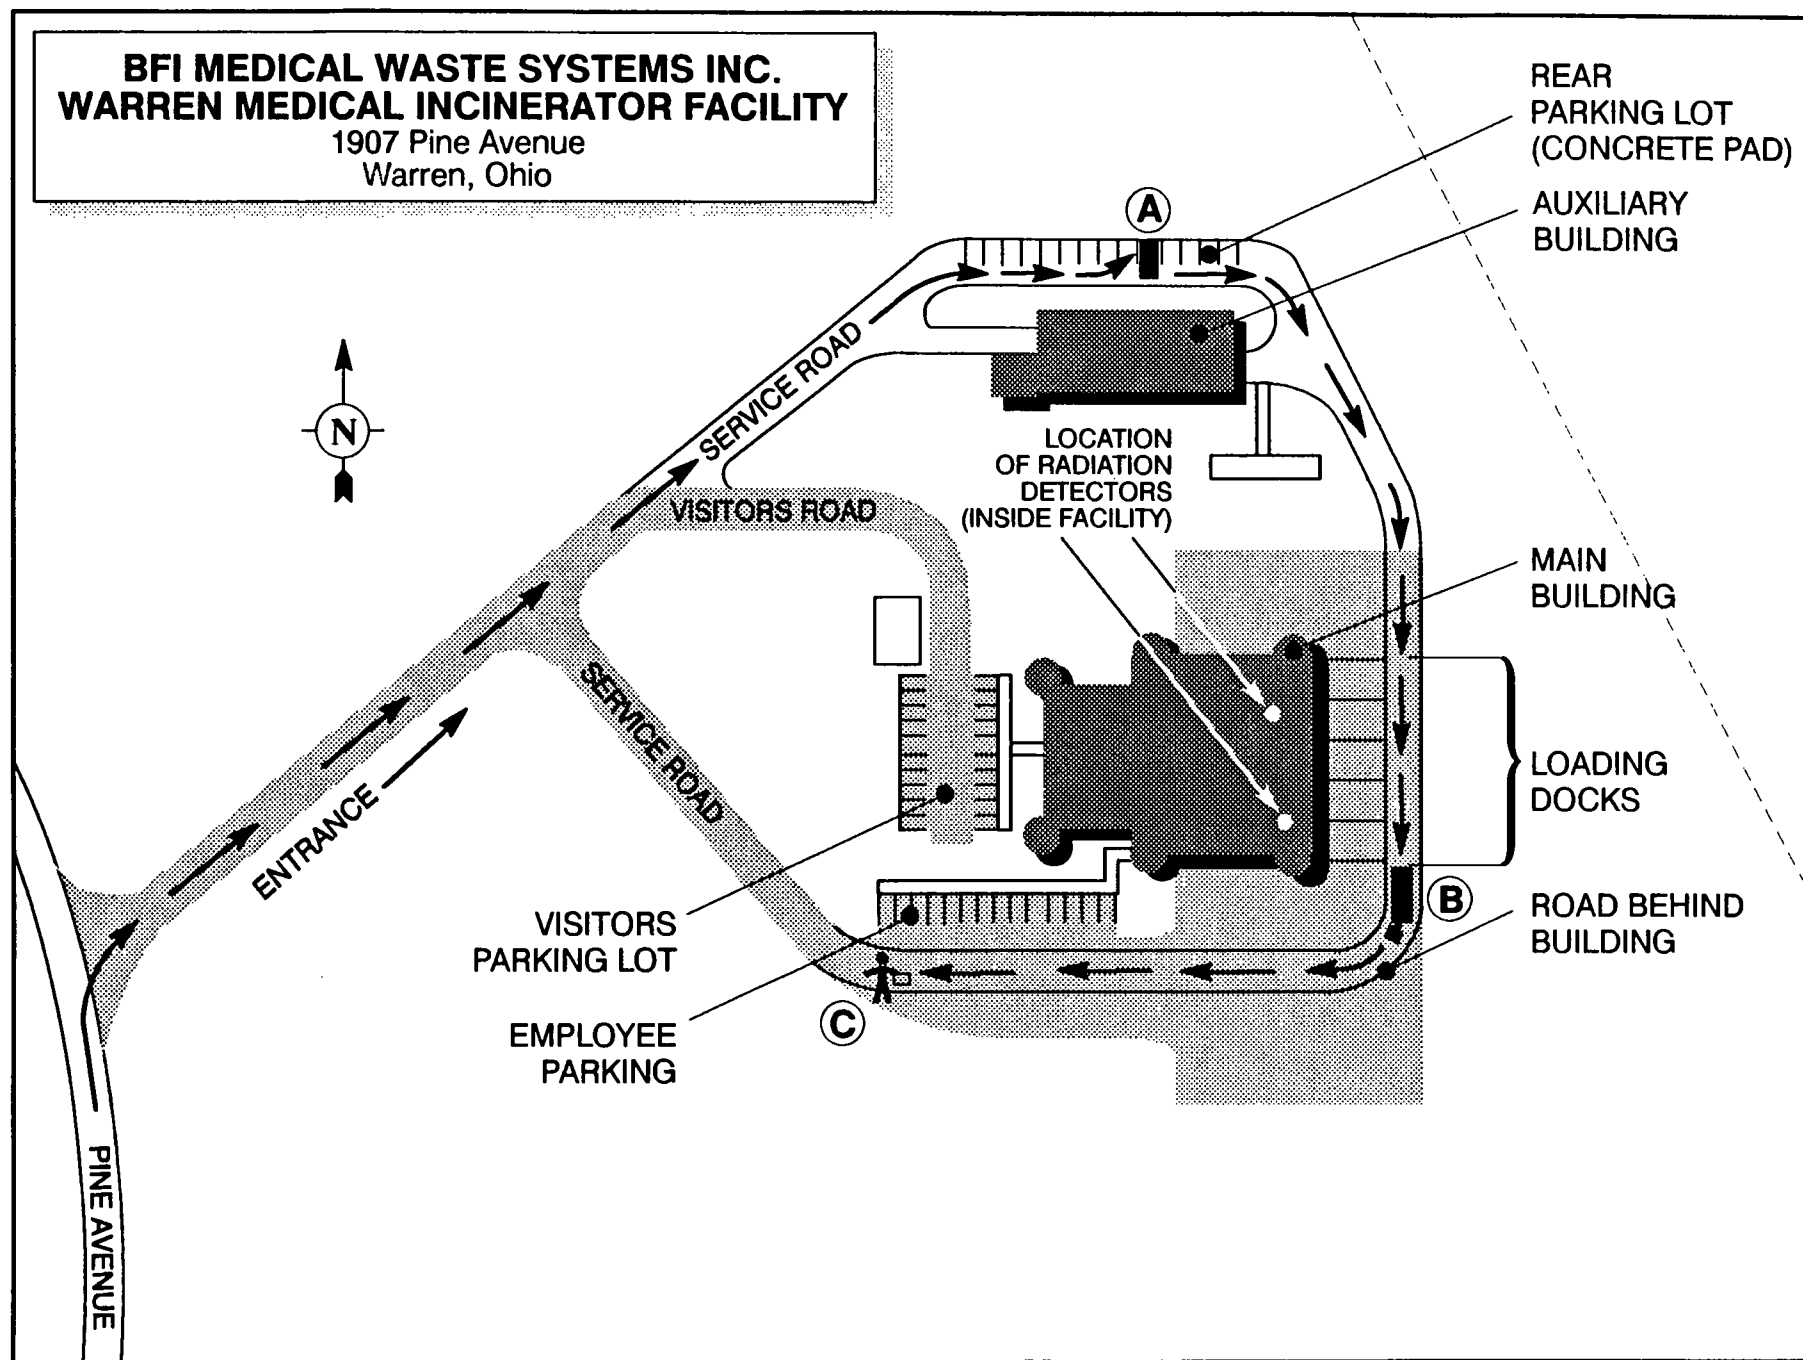 BFI MEDICAL WASTE SYSTEMS INC.
WARREN MEDICAL INCINERATOR FACILITY
1907 Pine Avenue
Warren, Ohio
REAR
PARKING LOT
(CONCRETE PAD)
AUXILIARY
BUILDING
A
SERVICE ROAD
N
LOCATION
OF RADIATION
DETECTORS
(INSIDE FACILITY)
VISITORS ROAD
MAIN
BUILDING
SERVICE ROAD
LOADING
DOCKS
ENTRANCE
B
ROAD BEHIND
BUILDING
VISITORS
PARKING LOT
C
EMPLOYEE
PARKING
PINE AVENUE